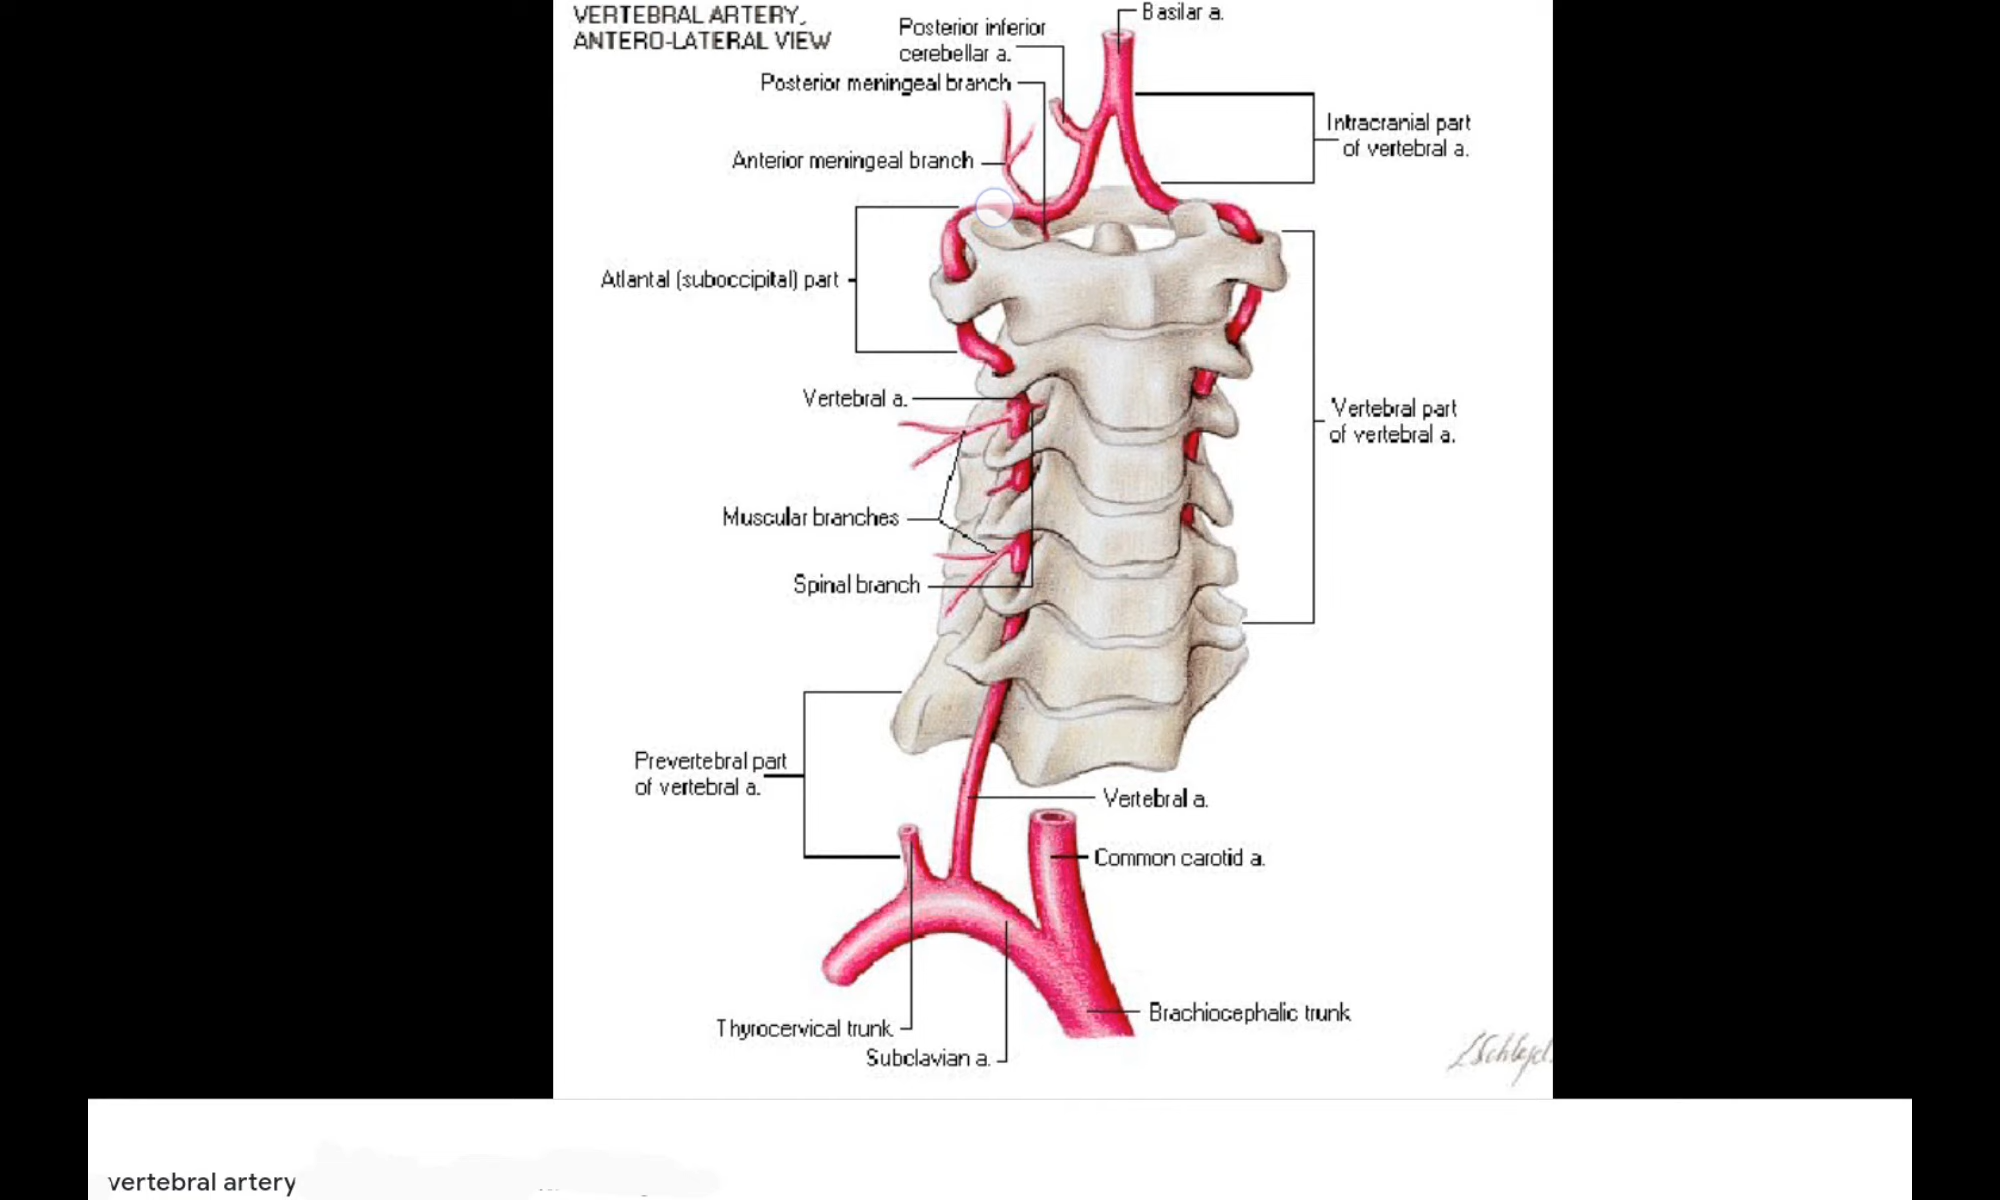 VERTEBRAL ARTERY,
ANTERO-LATERAL VIEW
Basilar a.
Posterior inferior
cerebellar a.
Posterior meningeal branch
Intracranial part
of vertebral a.
Anterior meningeal branch
Atlantal (suboccipital) part
Vertebral a.
Vertebral part
of vertebral a.
Muscular branches
Spinal branch
Prevertebral part
of vertebral a.
Vertebral a.
Common carotid a.
Brachiocephalic trunk
Thyrocervical trunk
Subclavian a.
vertebral artery